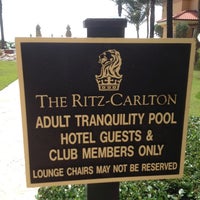 THE RITZ-CARLTON
ADULT TRANQUILITY POOL
HOTEL GUESTS &
CLUB MEMBERS ONLY
LOUNGE CHAIRS MAY NOT BE RESERVED